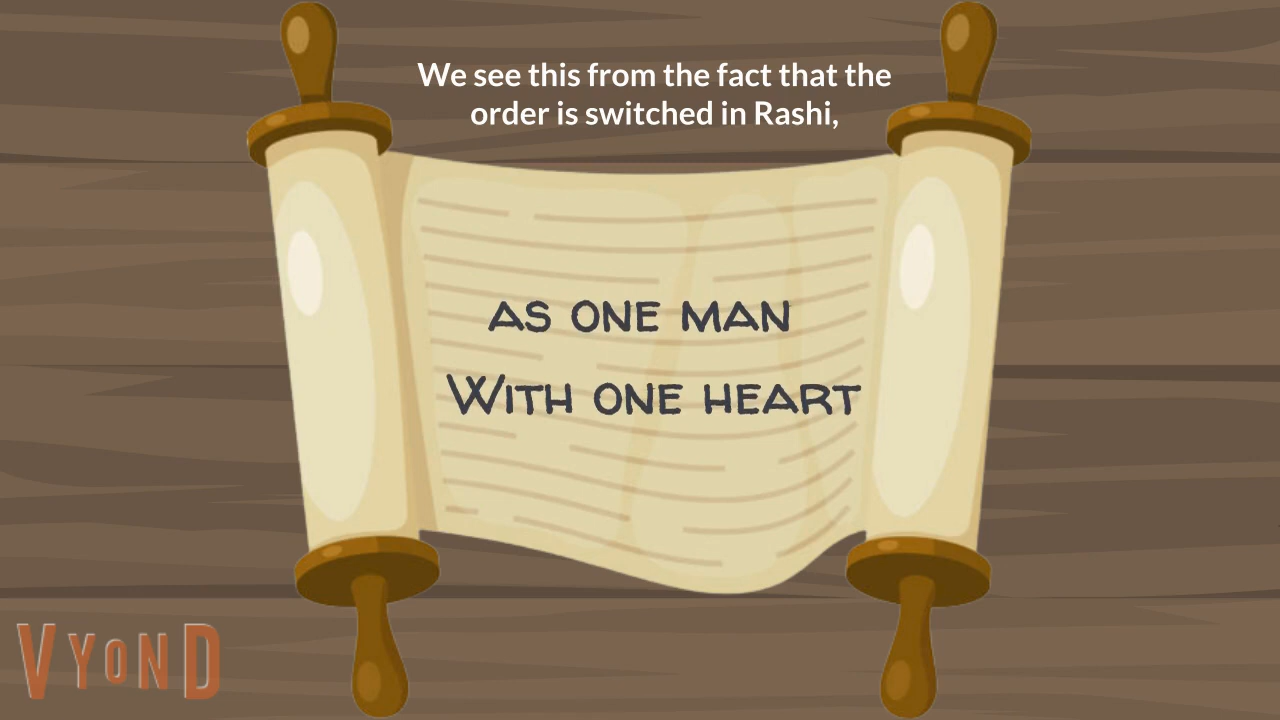 We see this from the fact that the
order is switched in Rashi,
AS ONE MAN
WITH ONE HEART
VYOND